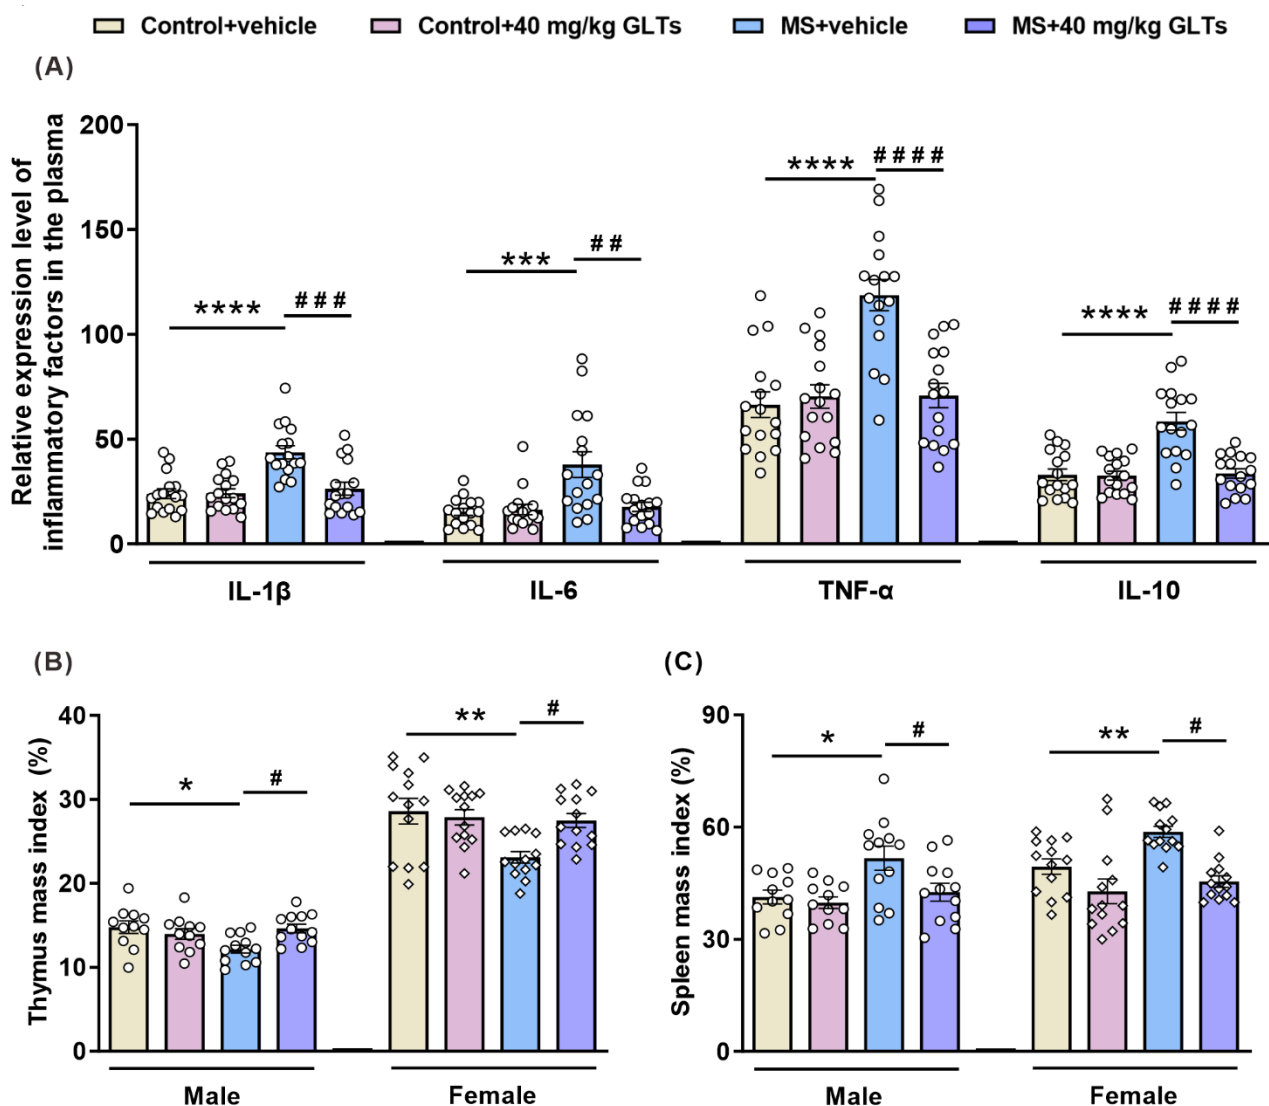 Control+vehicle Control+40 mg/kg GLTs MS+vehicle MS+40 mg/kg GLTs
(A)
Relative expression level of
inflammatory factors in the plasma
200
150
100
50
0
**** ###
*** ##
**** ####
**** ####
IL-1β IL-6 TNF-α IL-10
(B)
Thymus mass index (%)
40
30
20
10
0
* #
** #
Male Female
(C)
Spleen mass index (%)
90
60
30
0
* #
** #
Male Female